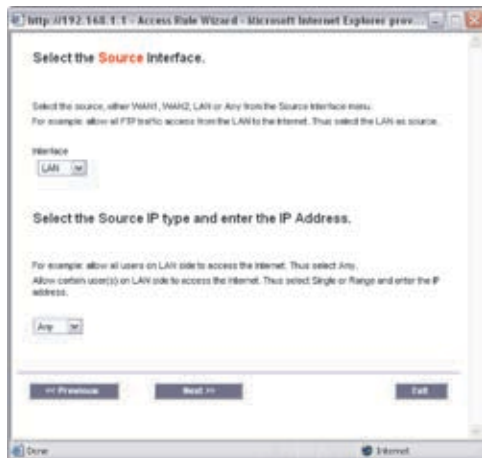 http://192.168.1.1 - Access Rule Wizard - Microsoft Internet Explorer prov...
Select the Source Interface.
Select the source, either WAN1, WAN2, LAN or Any from the Source Interface menu.
For example: allow all FTP traffic access from the LAN to the Internet. Thus select the LAN as source.
Interface
LAN
Select the Source IP type and enter the IP Address.
For example: allow all users on LAN side to access the Internet. Thus select Any.
Allow certain user(s) on LAN side to access the Internet. Thus select Single or Range and enter the IP
address.
Any
<< Previous Next >> Exit
Done Internet